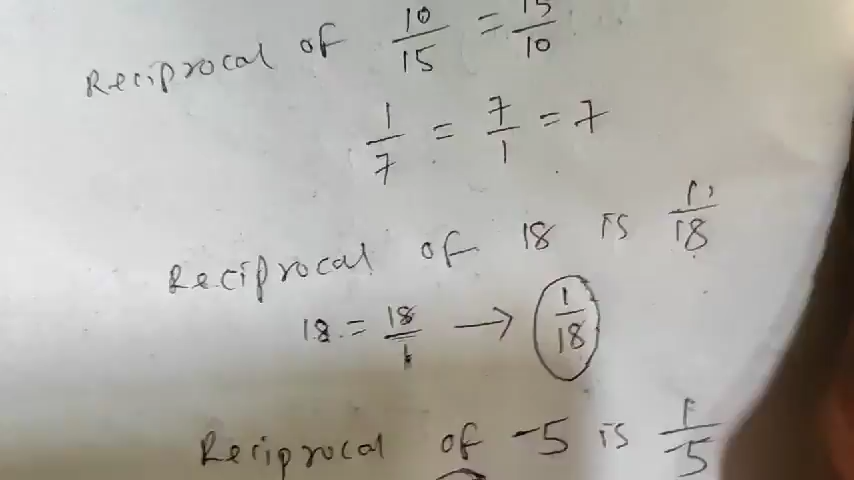 Reciprocal of 10/15 = 15/10
1/7 = 7/1 = 7
Reciprocal of 18 is 1/18
18 = 18/1 → 1/18
Reciprocal of -5 is 1/-5